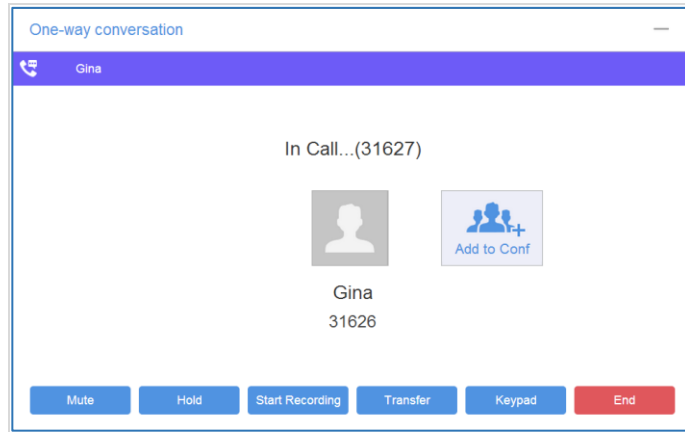 One-way conversation
Gina
In Call...(31627)
Add to Conf
Gina
31626
Mute Hold Start Recording Transfer Keypad End